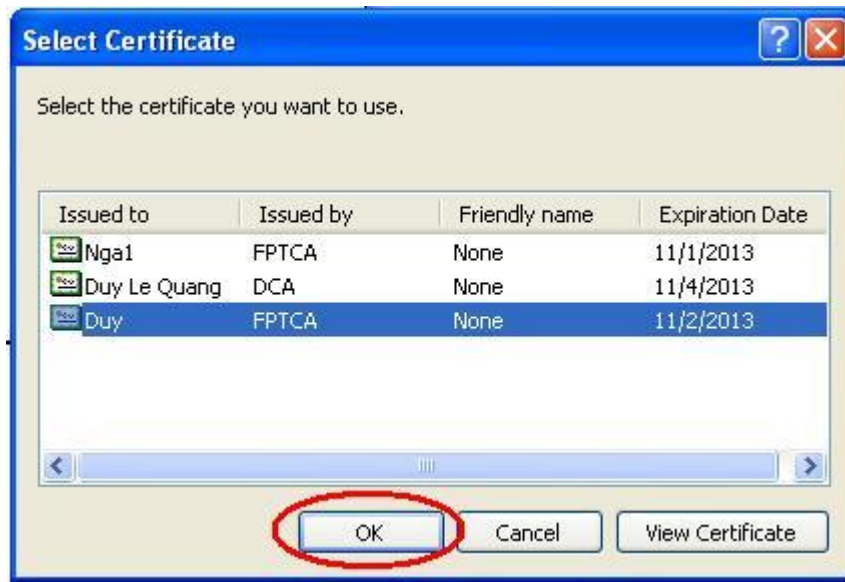 Select Certificate
Select the certificate you want to use.
Issued to Issued by Friendly name Expiration Date
Nga1 FPTCA None 11/1/2013
Duy Le Quang DCA None 11/4/2013
Duy FPTCA None 11/2/2013
OK Cancel View Certificate